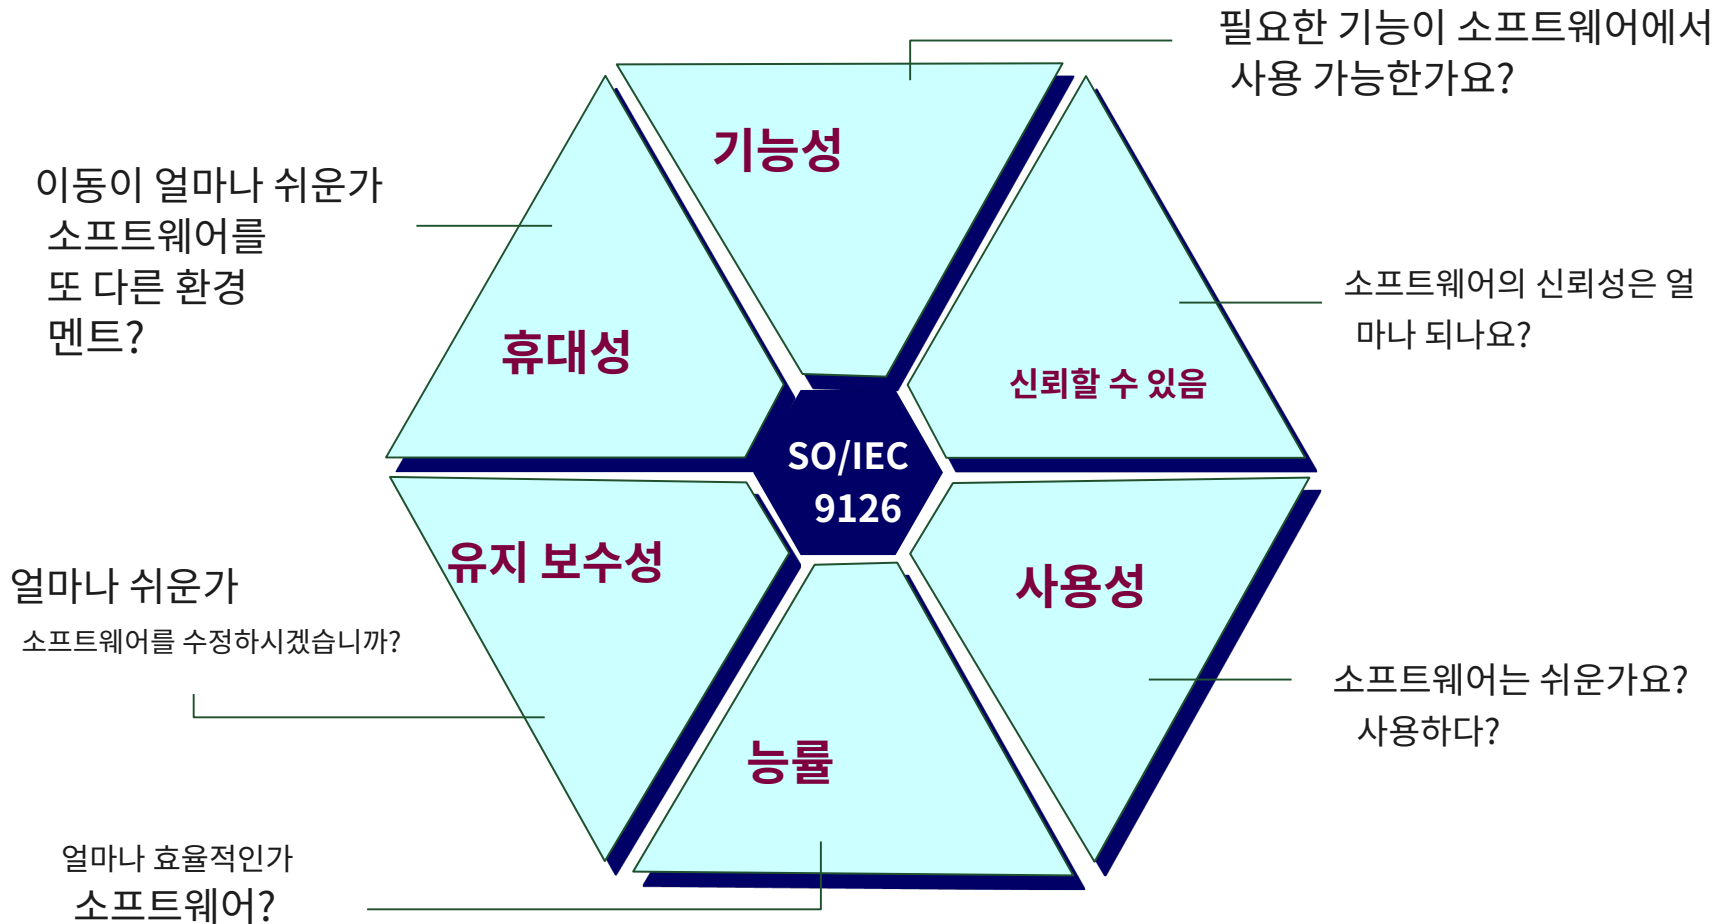 필요한 기능이 소프트웨어에서
사용 가능한가요?
기능성
이동이 얼마나 쉬운가
소프트웨어를
또 다른 환경
멘트?
휴대성
소프트웨어의 신뢰성은 얼
마나 되나요?
신뢰할 수 있음
SO/IEC
9126
유지 보수성
얼마나 쉬운가
소프트웨어를 수정하시겠습니까?
사용성
소프트웨어는 쉬운가요?
사용하다?
능률
얼마나 효율적인가
소프트웨어?